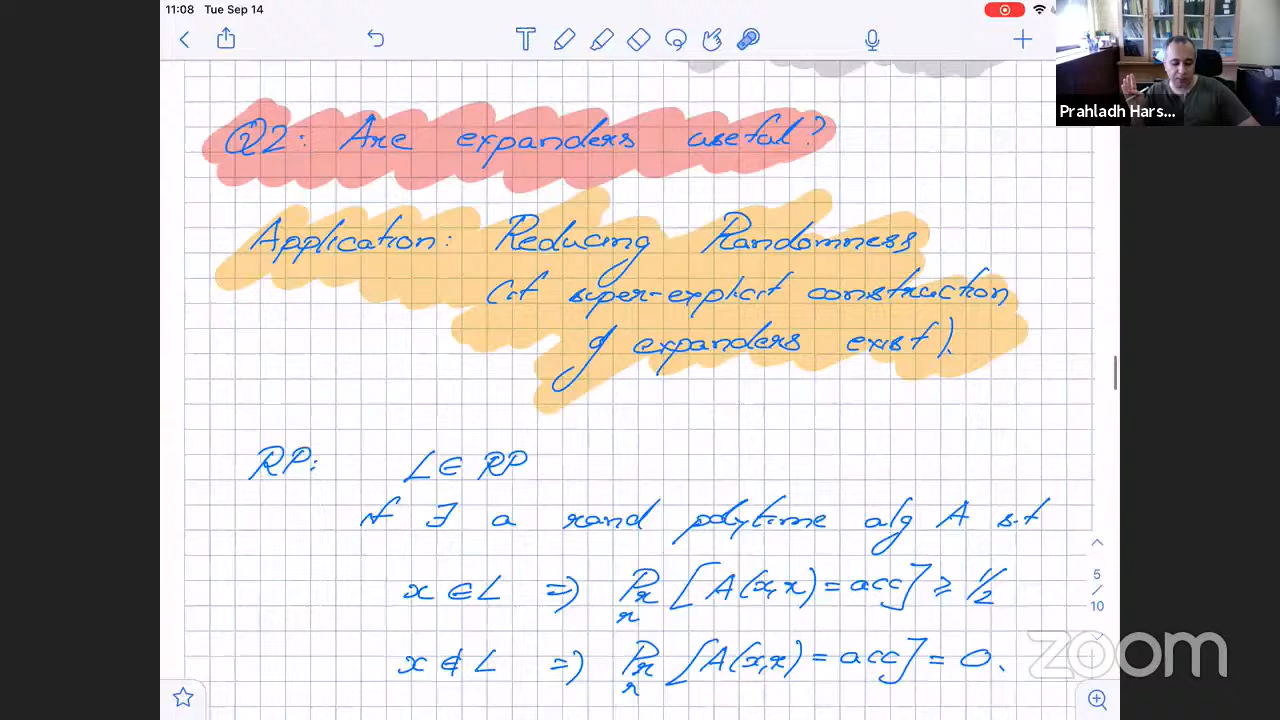 11:08 Tue Sep 14
Prahladh Hars...
Q2: Are expanders useful?
Application: Reducing Randomness
(if super-explicit construction
of expanders exist).
RP: L ∈ RP
if ∃ a rand polytime alg A s.t
x ∈ L => Pr_r [A(x,r) = acc] ≥ 1/2
x ∉ L => Pr_r [A(x,r) = acc] = 0.
5
/
10
zoom